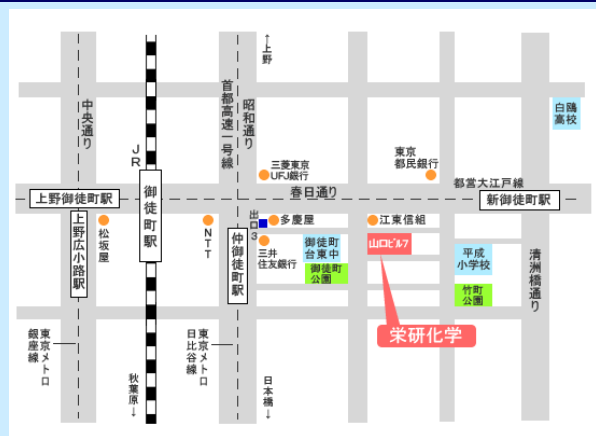 ←上野
中央通り
JR
首都高速一号線
昭和通り
白鴎
高校
三菱東京
UFJ銀行
東京
都民銀行
都営大江戸線
春日通り
上野御徒町駅
御徒町駅
新御徒町駅
上野広小路駅
松坂屋
NTT
仲御徒町駅
出口3
多慶屋
江東信組
三井
住友銀行
御徒町
台東中
御徒町
公園
山口ビル7
平成
小学校
竹町
公園
清洲橋通り
栄研化学
東京メトロ
銀座線
秋葉原→
東京メトロ
日比谷線
日本橋→